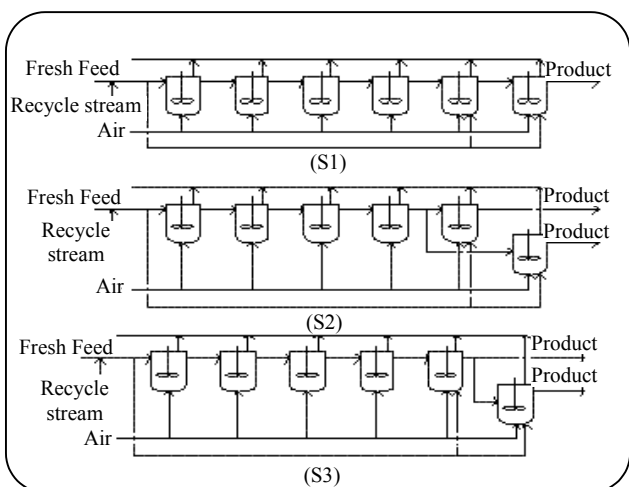 Fresh Feed
Product
Recycle stream
Air
(S1)
Fresh Feed
Product
Recycle
stream
Product
Air
(S2)
Fresh Feed
Product
Recycle
stream
Product
Air
(S3)